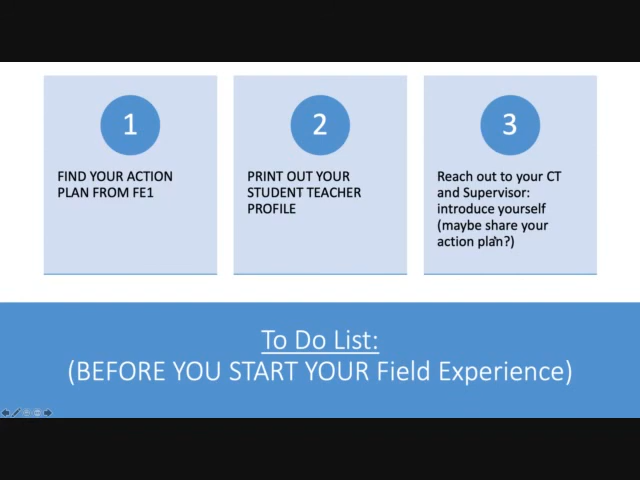 1
FIND YOUR ACTION
PLAN FROM FE1
2
PRINT OUT YOUR
STUDENT TEACHER
PROFILE
3
Reach out to your CT
and Supervisor:
introduce yourself
(maybe share your
action plan?)
To Do List:
(BEFORE YOU START YOUR Field Experience)